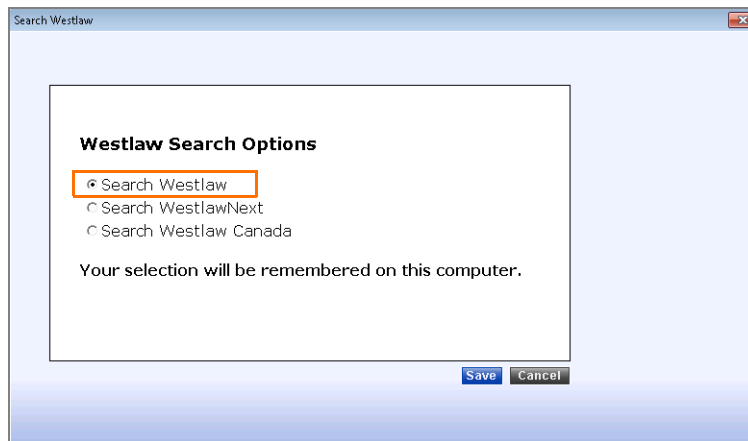 Search Westlaw
Westlaw Search Options
Search Westlaw
Search WestlawNext
Search Westlaw Canada
Your selection will be remembered on this computer.
Save Cancel